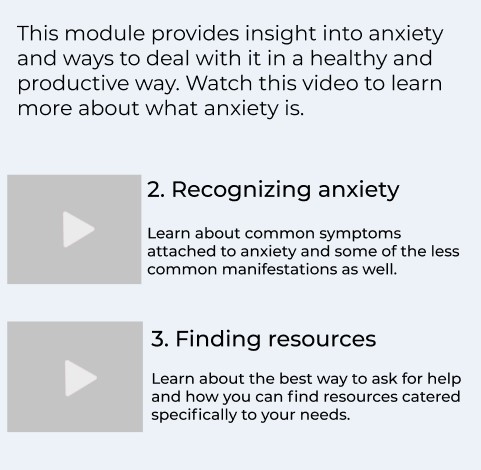 This module provides insight into anxiety
and ways to deal with it in a healthy and
productive way. Watch this video to learn
more about what anxiety is.
2. Recognizing anxiety
Learn about common symptoms
attached to anxiety and some of the less
common manifestations as well.
3. Finding resources
Learn about the best way to ask for help
and how you can find resources catered
specifically to your needs.